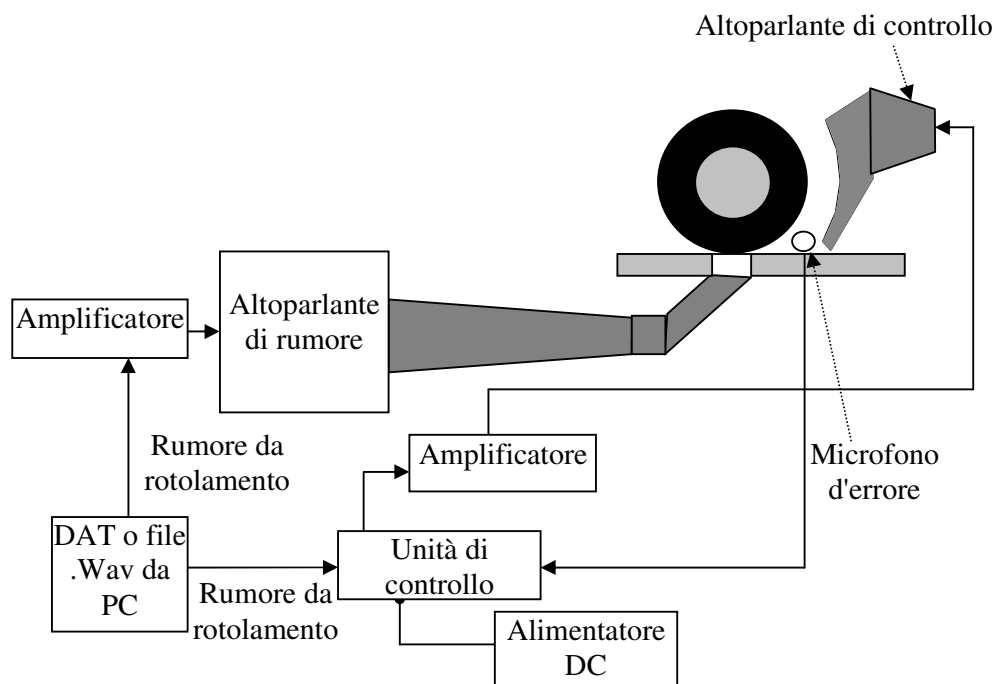 Altoparlante di controllo
Altoparlante
di rumore
Amplificatore
Rumore da
rotolamento
Amplificatore
Microfono
d'errore
DAT o file
.Wav da
PC
Unità di
controllo
Rumore da
rotolamento
Alimentatore
DC